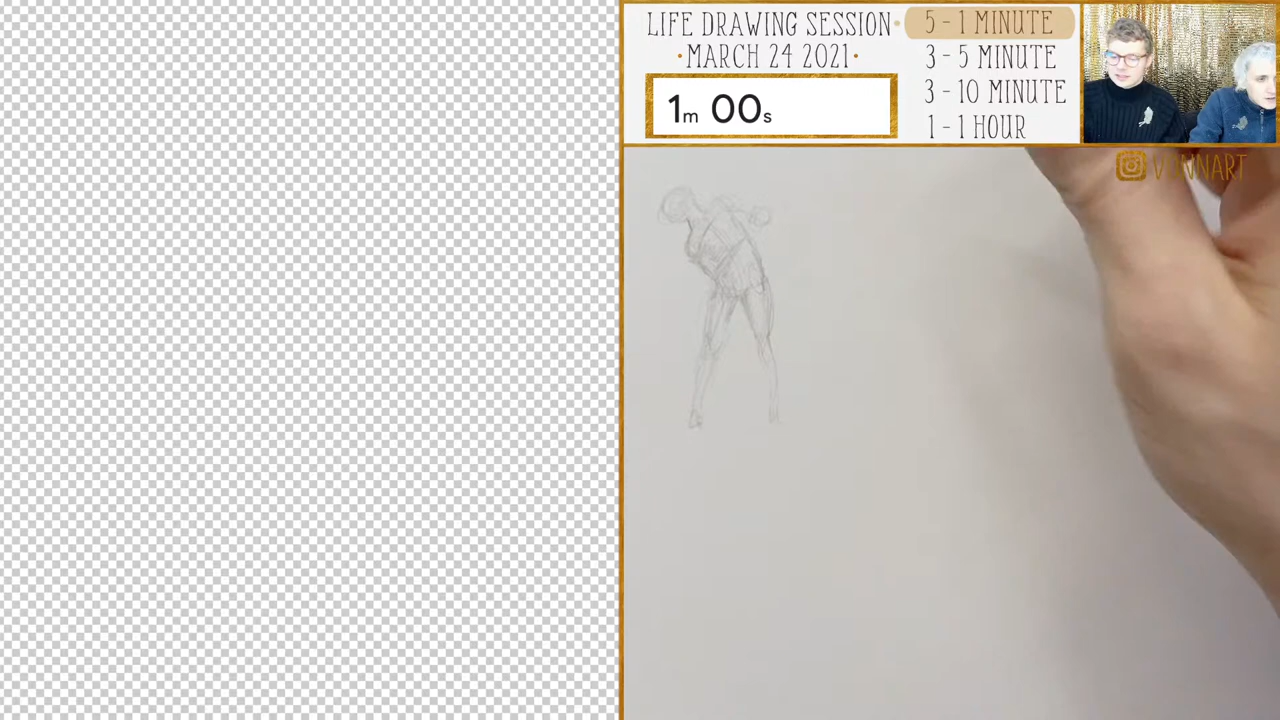 LIFE DRAWING SESSION
• MARCH 24 2021 •
1m 00s
5 - 1 MINUTE
3 - 5 MINUTE
3 - 10 MINUTE
1 - 1 HOUR